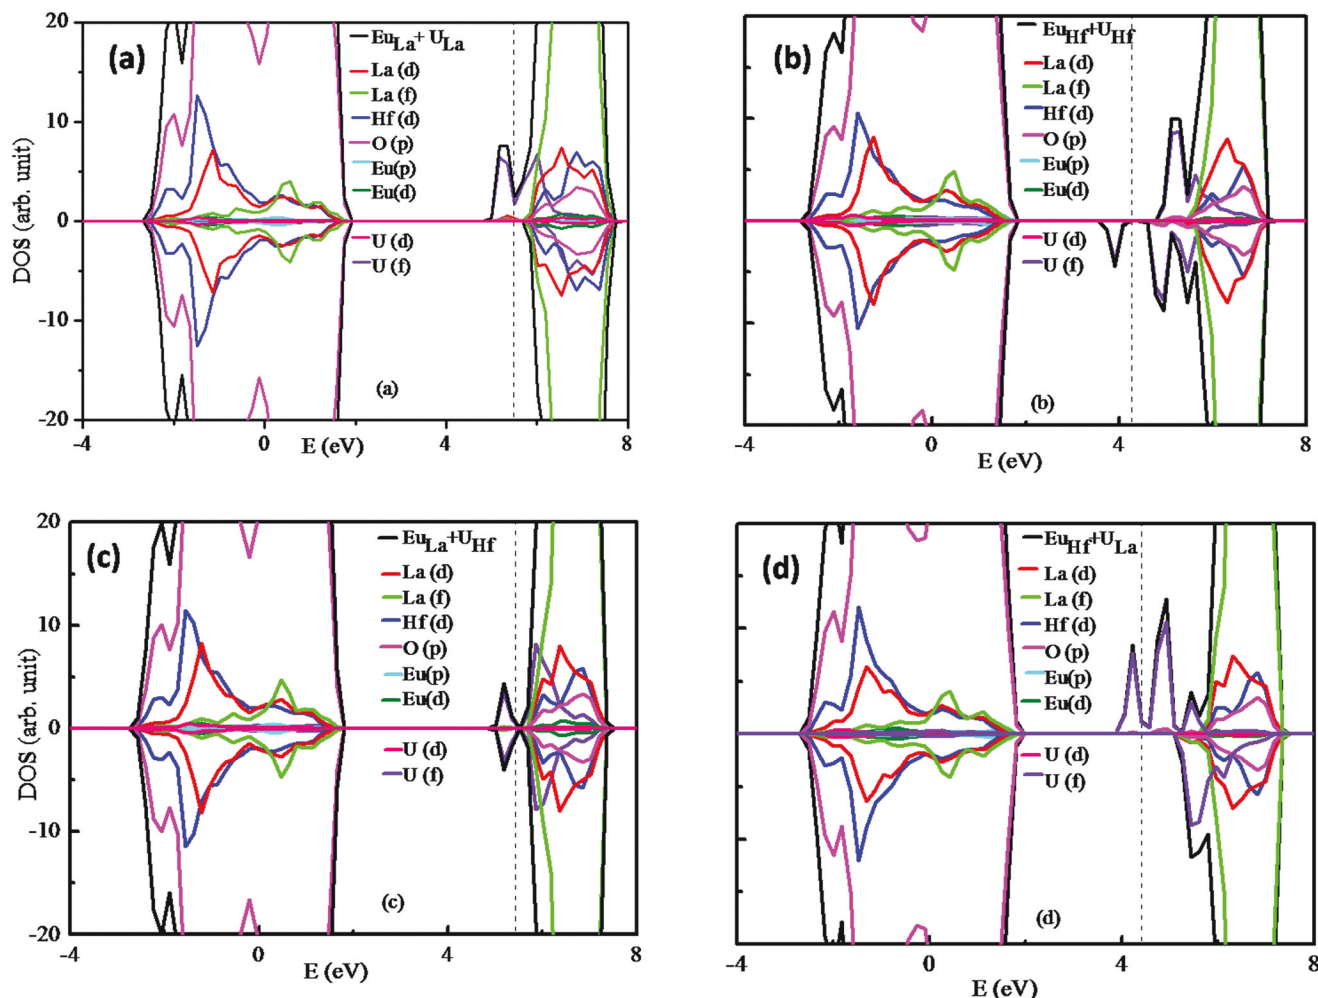 (a)
20
10
0
-10
-20
DOS (arb. unit)
Eu_La+ U_La
La (d)
La (f)
Hf (d)
O (p)
Eu(p)
Eu(d)
U (d)
U (f)
(a)
-4
0
4
8
E (eV)
(b)
Eu_Hf+U_Hf
La (d)
La (f)
Hf (d)
O (p)
Eu(p)
Eu(d)
U (d)
U (f)
(b)
-4
0
4
8
E (eV)
(c)
20
10
0
-10
-20
DOS (arb. unit)
Eu_La+U_Hf
La (d)
La (f)
Hf (d)
O (p)
Eu(p)
Eu(d)
U (d)
U (f)
(c)
-4
0
4
8
E (eV)
(d)
Eu_Hf+U_La
La (d)
La (f)
Hf (d)
O (p)
Eu(p)
Eu(d)
U (d)
U (f)
(d)
-4
0
4
8
E (eV)